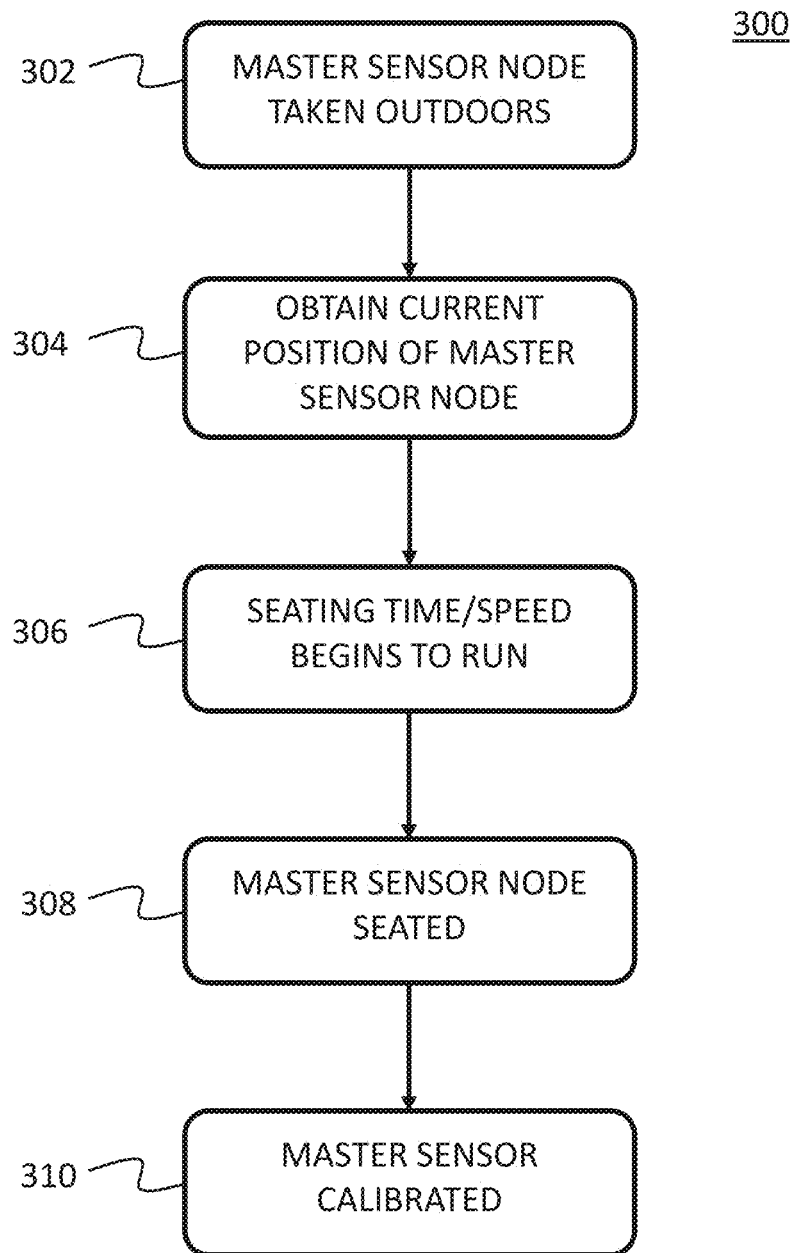 300
302
MASTER SENSOR NODE
TAKEN OUTDOORS
304
OBTAIN CURRENT
POSITION OF MASTER
SENSOR NODE
306
SEATING TIME/SPEED
BEGINS TO RUN
308
MASTER SENSOR NODE
SEATED
310
MASTER SENSOR
CALIBRATED